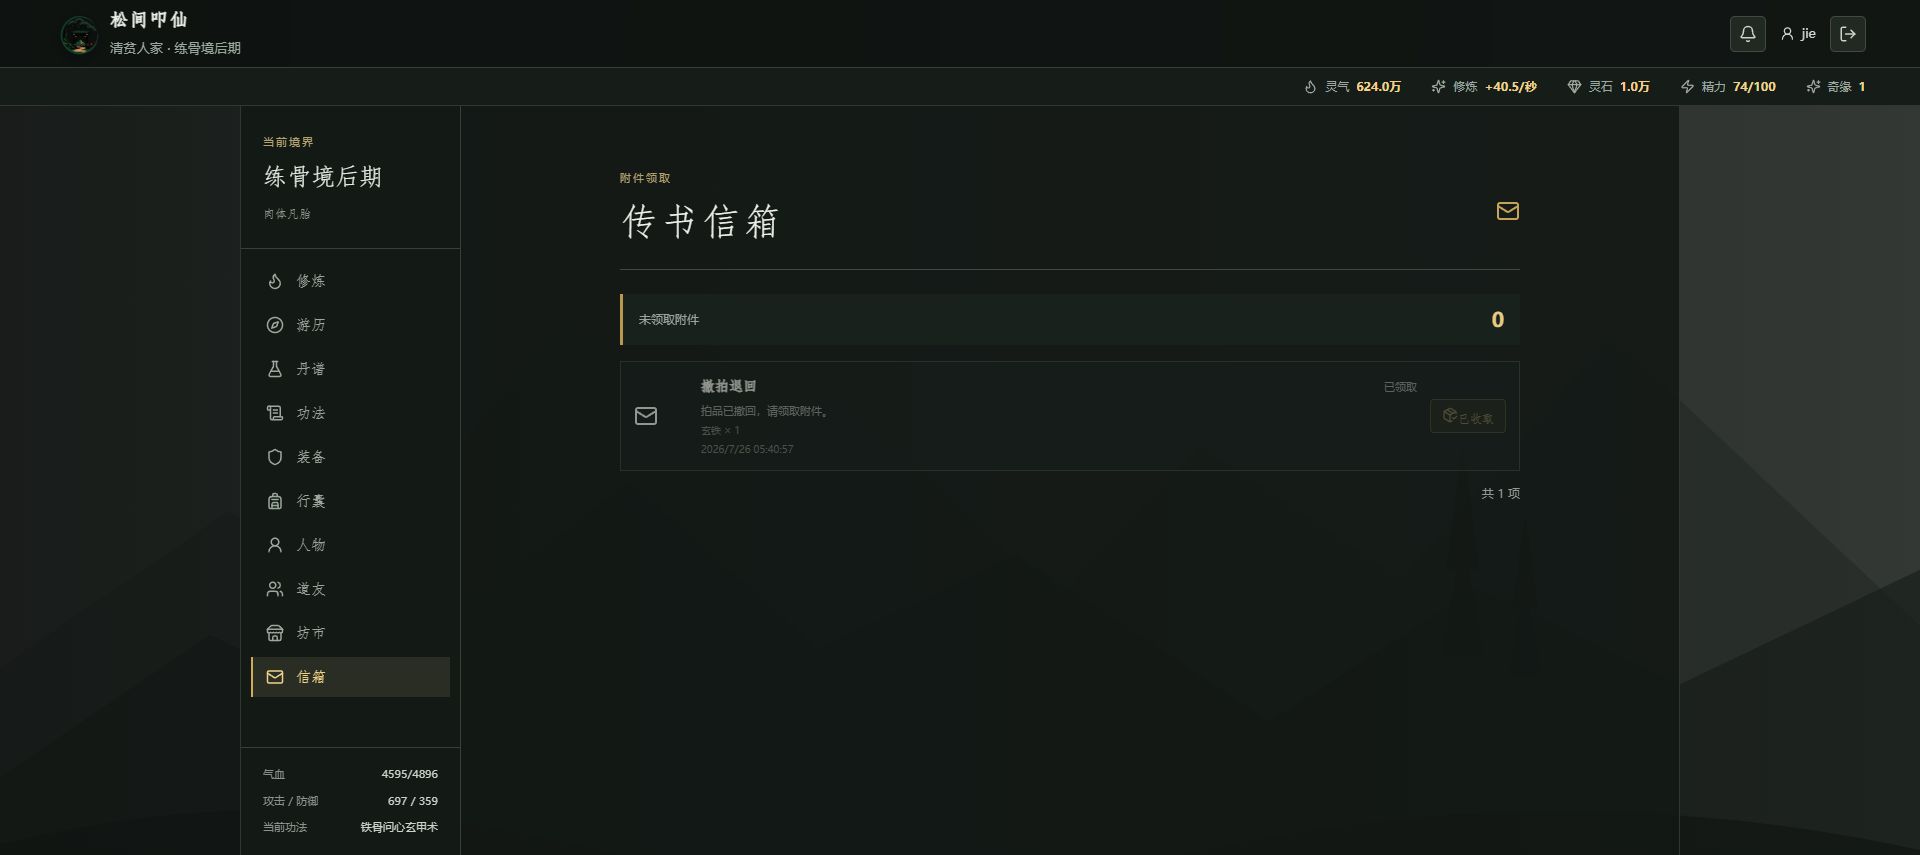 松间叩仙
清贫人家 · 练骨境后期
jie
灵气 624.0万 修炼 +40.5/秒 灵石 1.0万 精力 74/100 奇缘 1
当前境界
练骨境后期
肉体凡胎
修炼
游历
丹谱
功法
装备
行囊
人物
道友
坊市
信箱
气血 4595/4896
攻击 / 防御 697 / 359
当前功法 铁骨问心玄甲术
附件领取
传书信箱
未领取附件 0
撤拍退回
已领取
拍品已撤回，请领取附件。
玄铁 × 1
2026/7/26 05:40:57
已收取
共 1 项